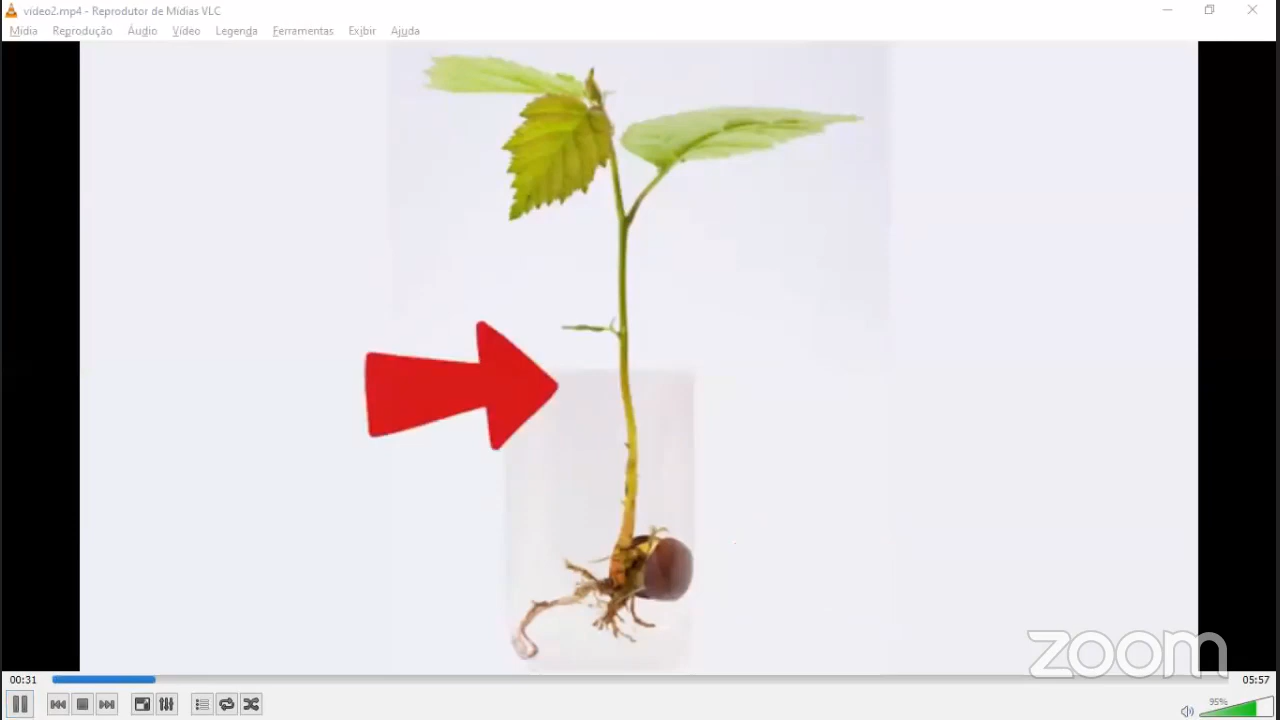 video2.mp4 - Reprodutor de Mídias VLC
Mídia Reprodução Áudio Vídeo Legenda Ferramentas Exibir Ajuda
zoom
00:31 05:57
95%